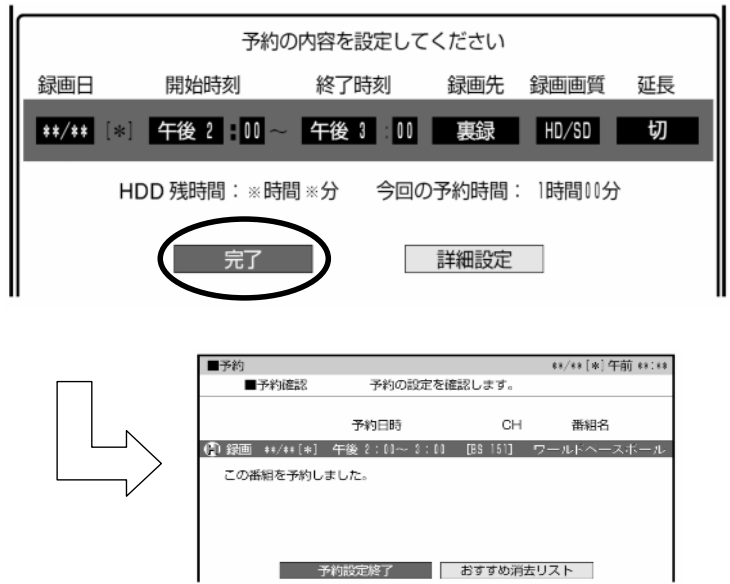 予約の内容を設定してください
録画日 開始時刻 終了時刻 録画先 録画画質 延長
**/** [*] 午後 2:00～ 午後 3:00 裏録 HD/SD 切
HDD 残時間：※時間※分 今回の予約時間： 1時間00分
完了 詳細設定
■予約 **/**[*]午前 **:**
■予約確認 予約の設定を確認します。
予約日時 CH 番組名
録画 **/**[*] 午後 2:00～ 3:00 [BS 151] ワールドベースボール
この番組を予約しました。
予約設定終了 おすすめ消去リスト